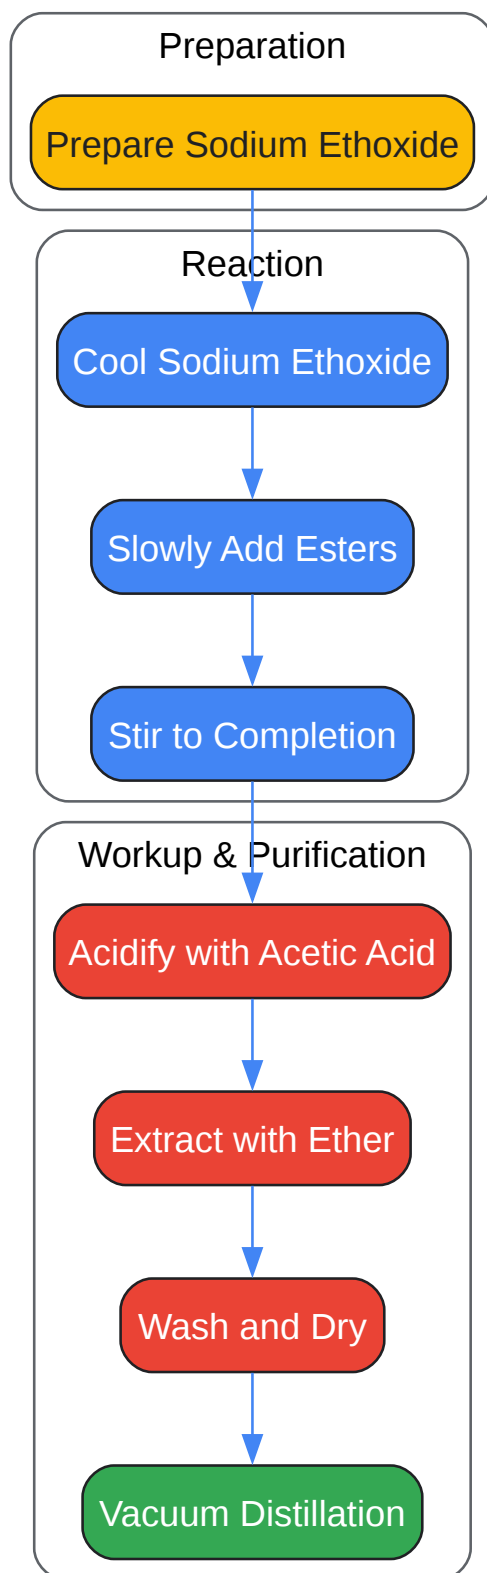 Preparation
Prepare Sodium Ethoxide
Reaction
Cool Sodium Ethoxide
Slowly Add Esters
Stir to Completion
Workup & Purification
Acidify with Acetic Acid
Extract with Ether
Wash and Dry
Vacuum Distillation